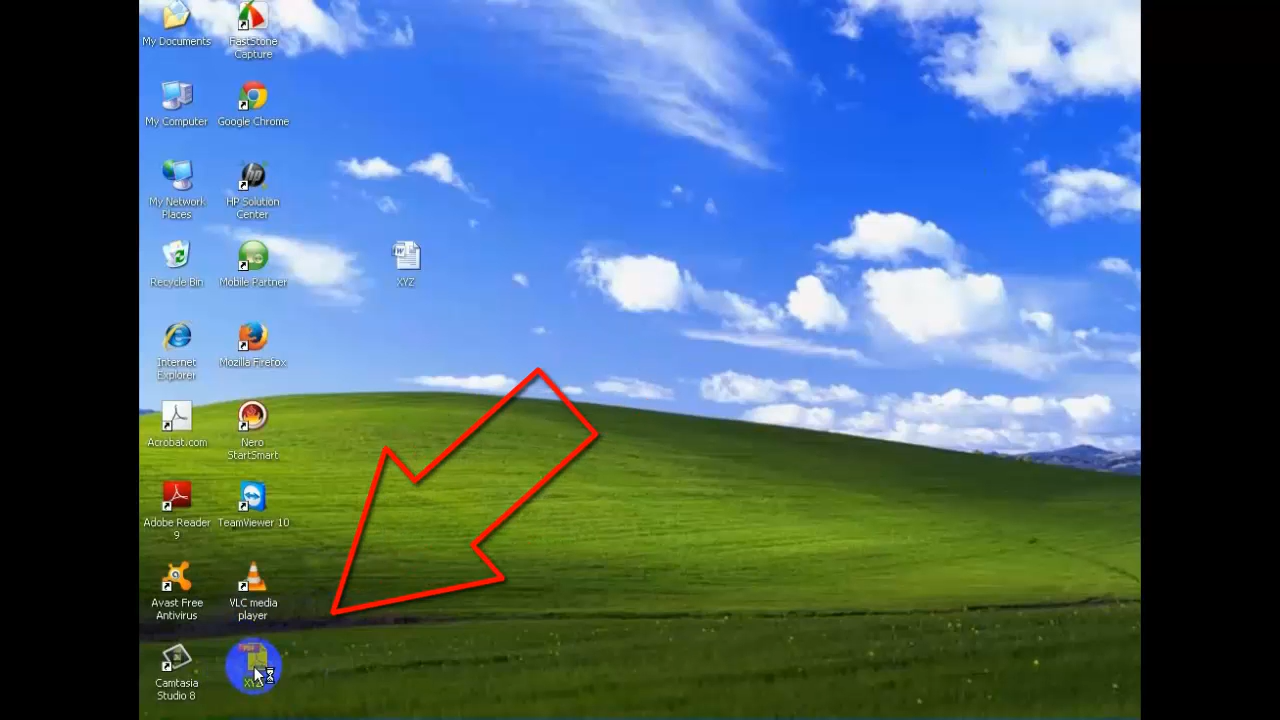 My Documents
FastStone
Capture
My Computer
Google Chrome
My Network
Places
HP Solution
Center
Recycle Bin
Mobile Partner
XYZ
Internet
Explorer
Mozilla Firefox
Acrobat.com
Nero
StartSmart
Adobe Reader
9
TeamViewer 10
Avast Free
Antivirus
VLC media
player
Camtasia
Studio 8
XYZ